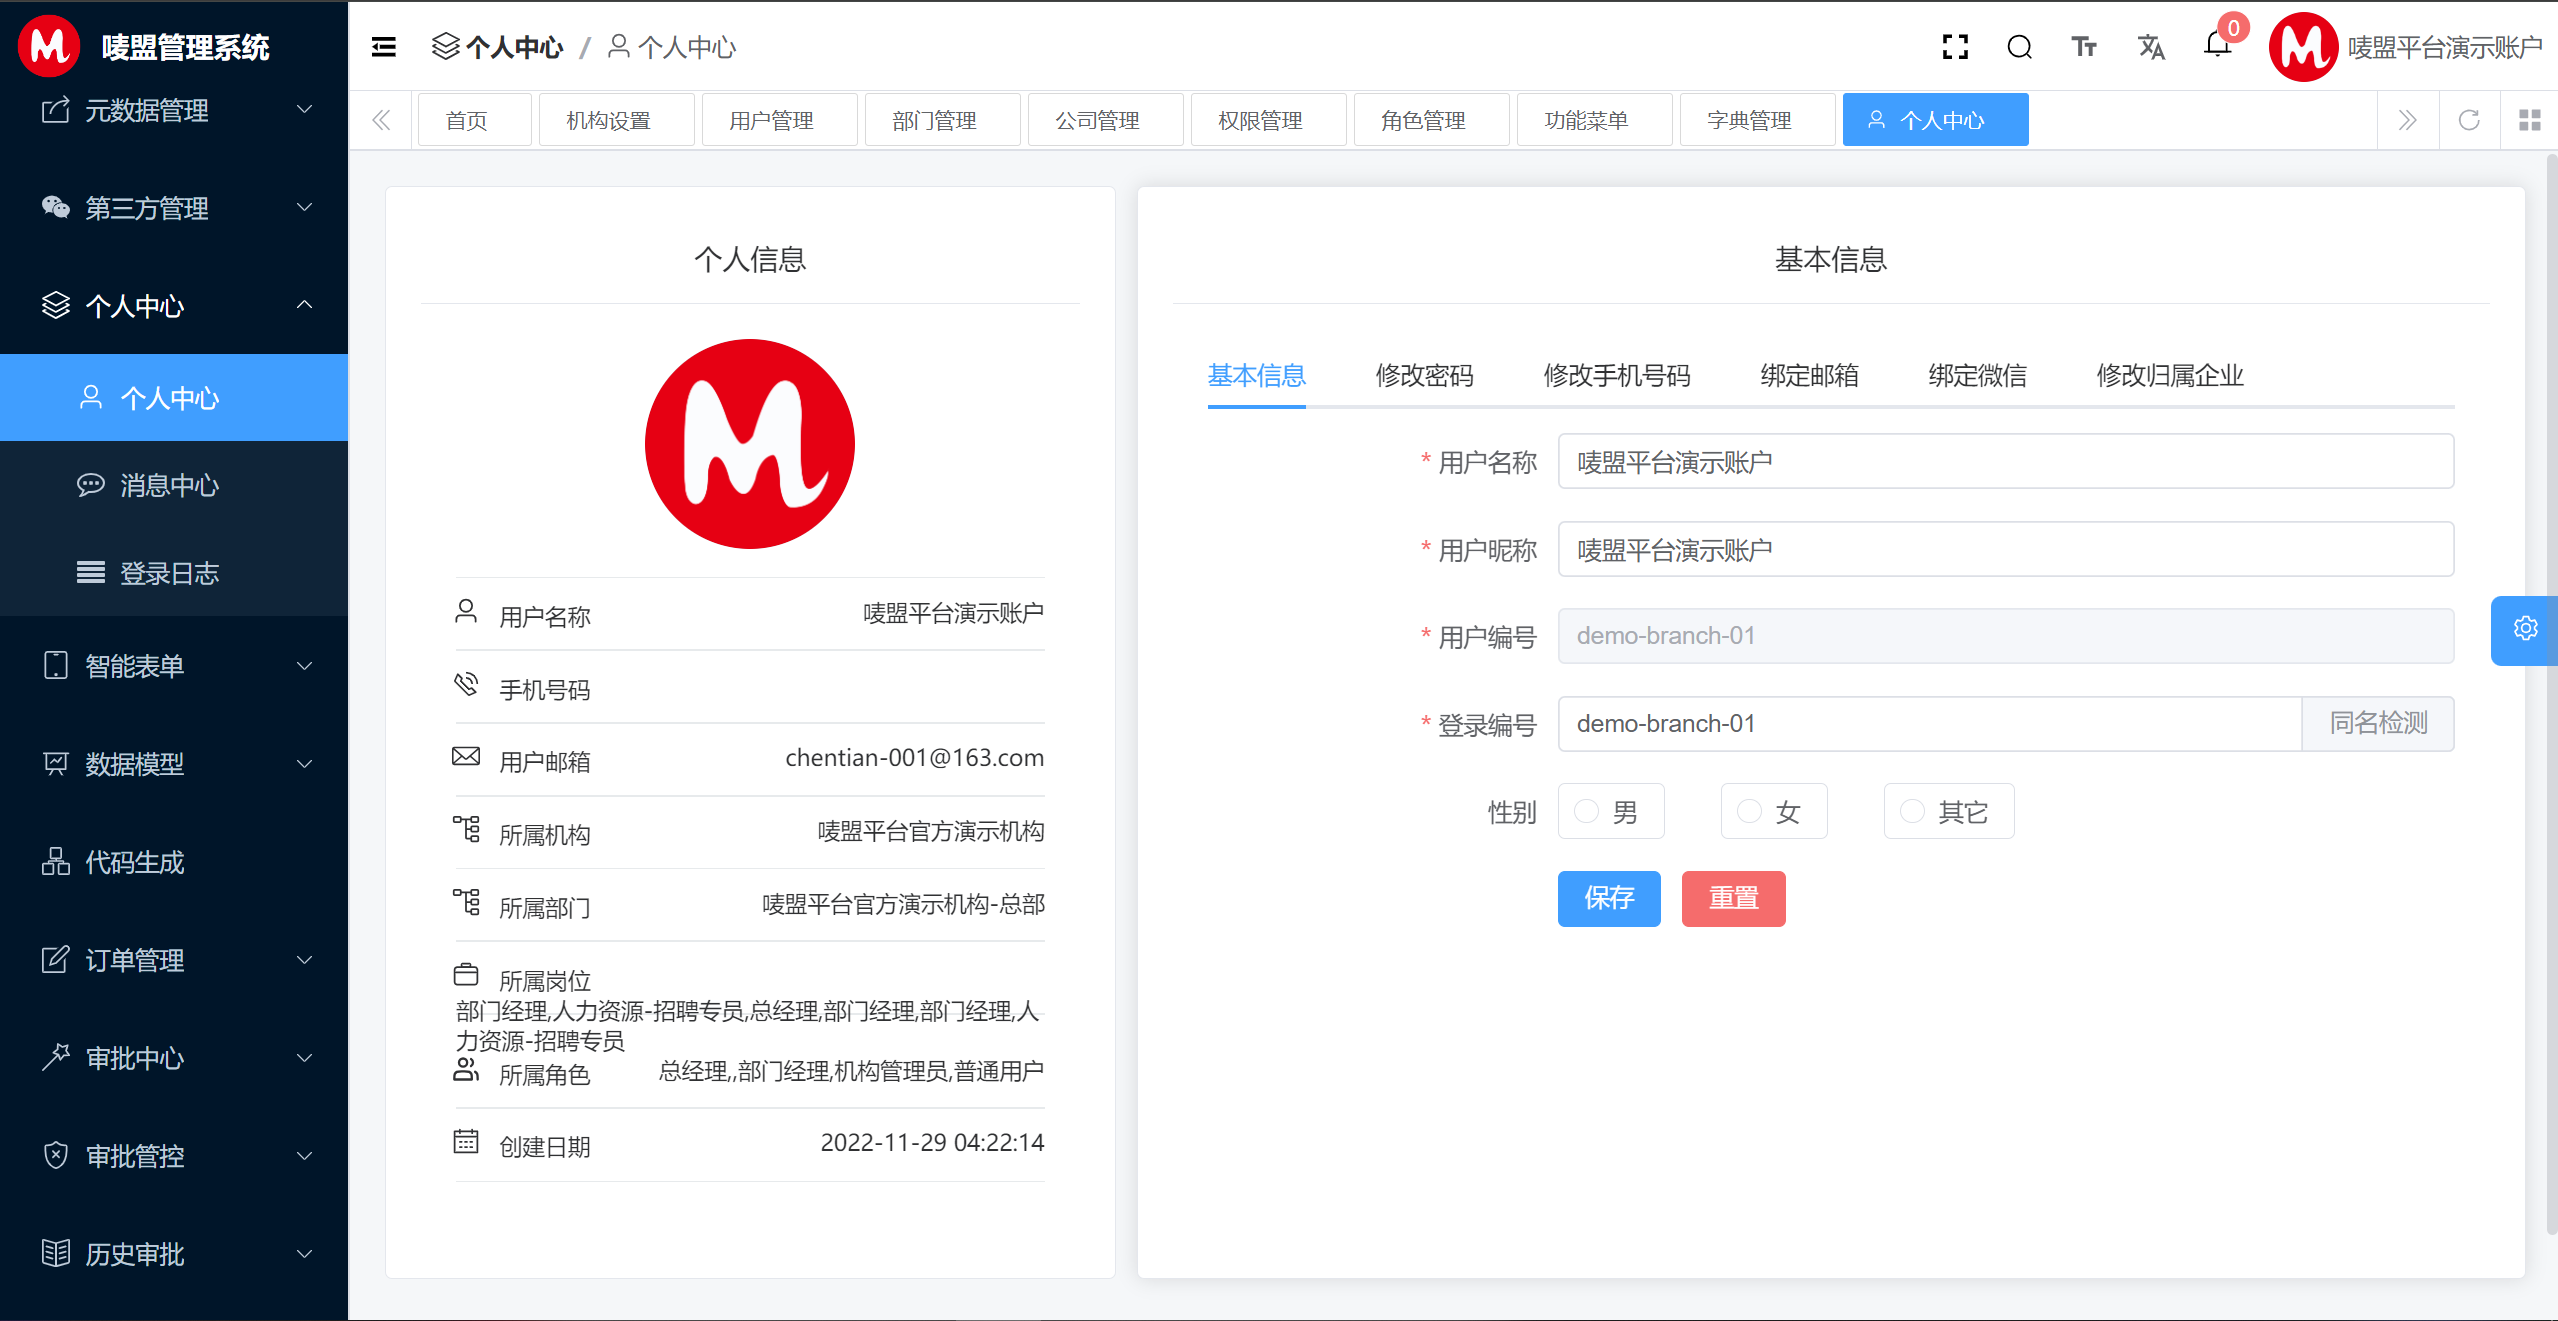 唛盟管理系统
元数据管理
第三方管理
个人中心
个人中心
消息中心
登录日志
智能表单
数据模型
代码生成
订单管理
审批中心
审批管控
历史审批
个人中心 / 个人中心
0
唛盟平台演示账户
首页
机构设置
用户管理
部门管理
公司管理
权限管理
角色管理
功能菜单
字典管理
个人中心
个人信息
用户名称 唛盟平台演示账户
手机号码
用户邮箱 chentian-001@163.com
所属机构 唛盟平台官方演示机构
所属部门 唛盟平台官方演示机构-总部
所属岗位
部门经理,人力资源-招聘专员,总经理,部门经理,部门经理,人
力资源-招聘专员
所属角色 总经理,,部门经理,机构管理员,普通用户
创建日期 2022-11-29 04:22:14
基本信息
基本信息
修改密码
修改手机号码
绑定邮箱
绑定微信
修改归属企业
* 用户名称 唛盟平台演示账户
* 用户昵称 唛盟平台演示账户
* 用户编号 demo-branch-01
* 登录编号 demo-branch-01 同名检测
性别 男 女 其它
保存 重置